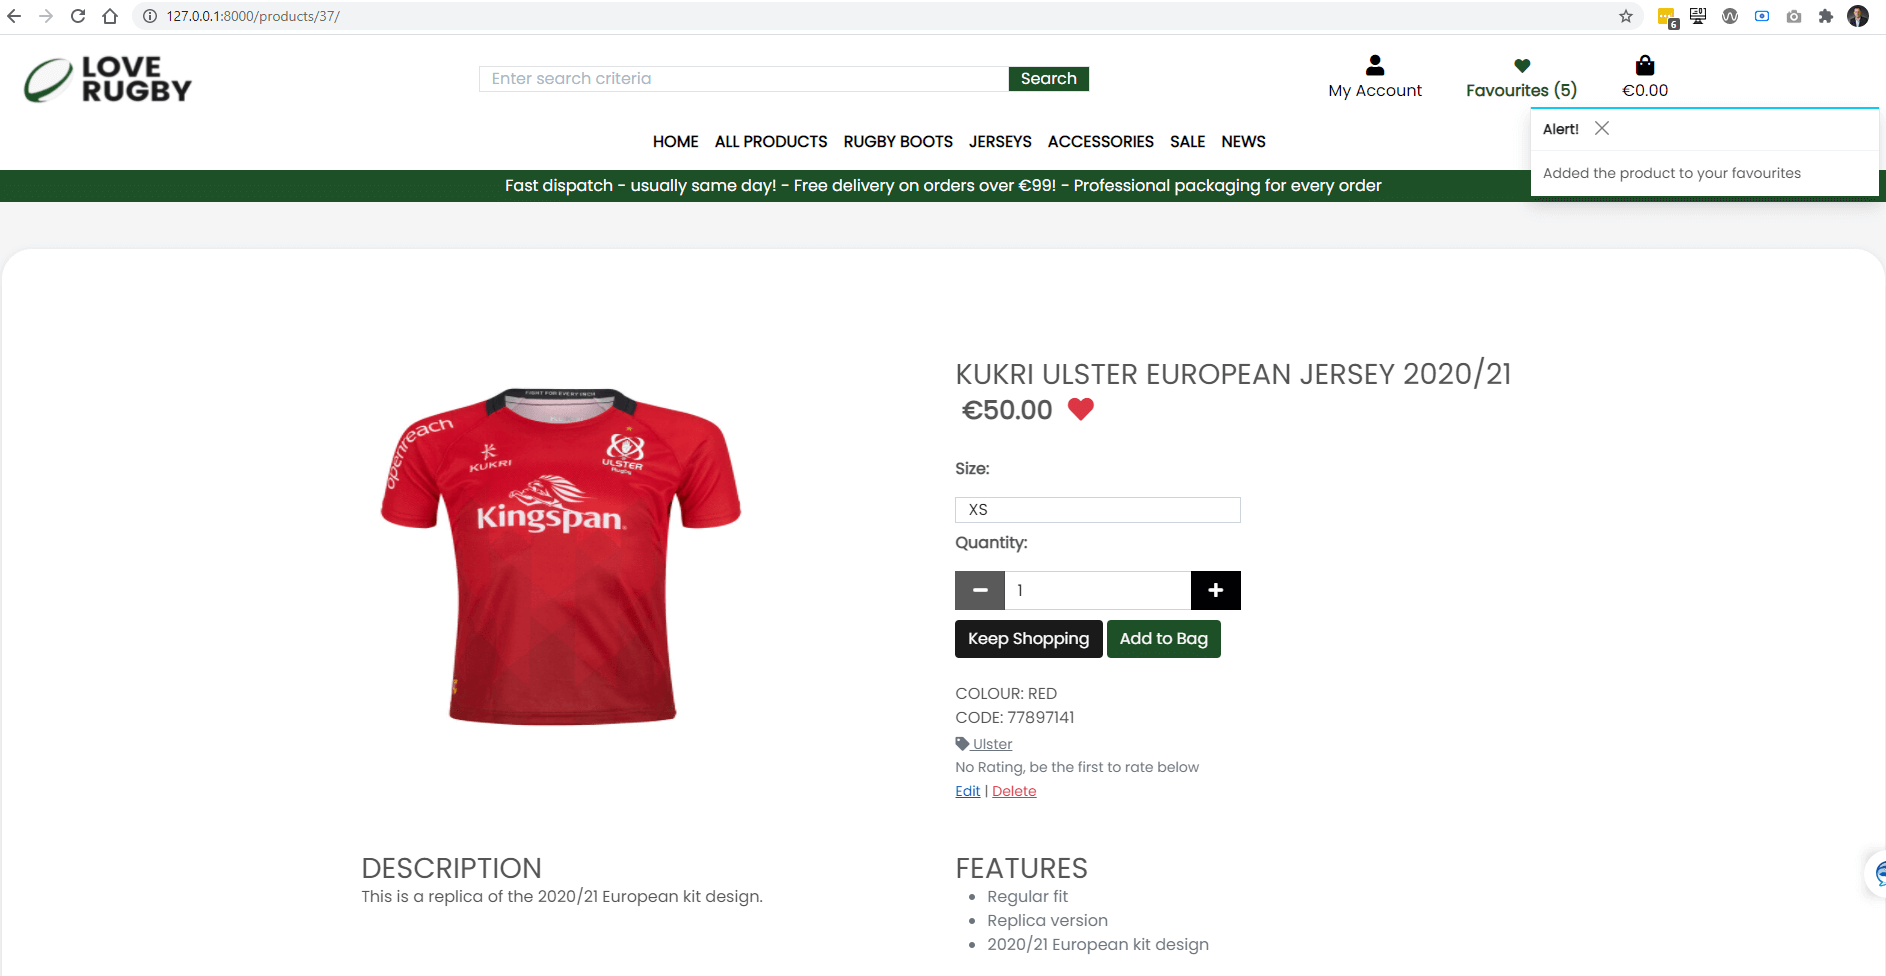 127.0.0.1:8000/products/37/
6
LOVE
RUGBY
Enter search criteria
Search
My Account
Favourites (5)
€0.00
Alert!
Added the product to your favourites
HOME ALL PRODUCTS RUGBY BOOTS JERSEYS ACCESSORIES SALE NEWS
Fast dispatch - usually same day! - Free delivery on orders over €99! - Professional packaging for every order
FIGHT FOR EVERY INCH
openreach
KUKRI
ULSTER
Rugby
Kingspan.
KUKRI ULSTER EUROPEAN JERSEY 2020/21
€50.00
Size:
XS
Quantity:
1
Keep Shopping
Add to Bag
COLOUR: RED
CODE: 77897141
Ulster
No Rating, be the first to rate below
Edit | Delete
DESCRIPTION
This is a replica of the 2020/21 European kit design.
FEATURES
Regular fit
Replica version
2020/21 European kit design